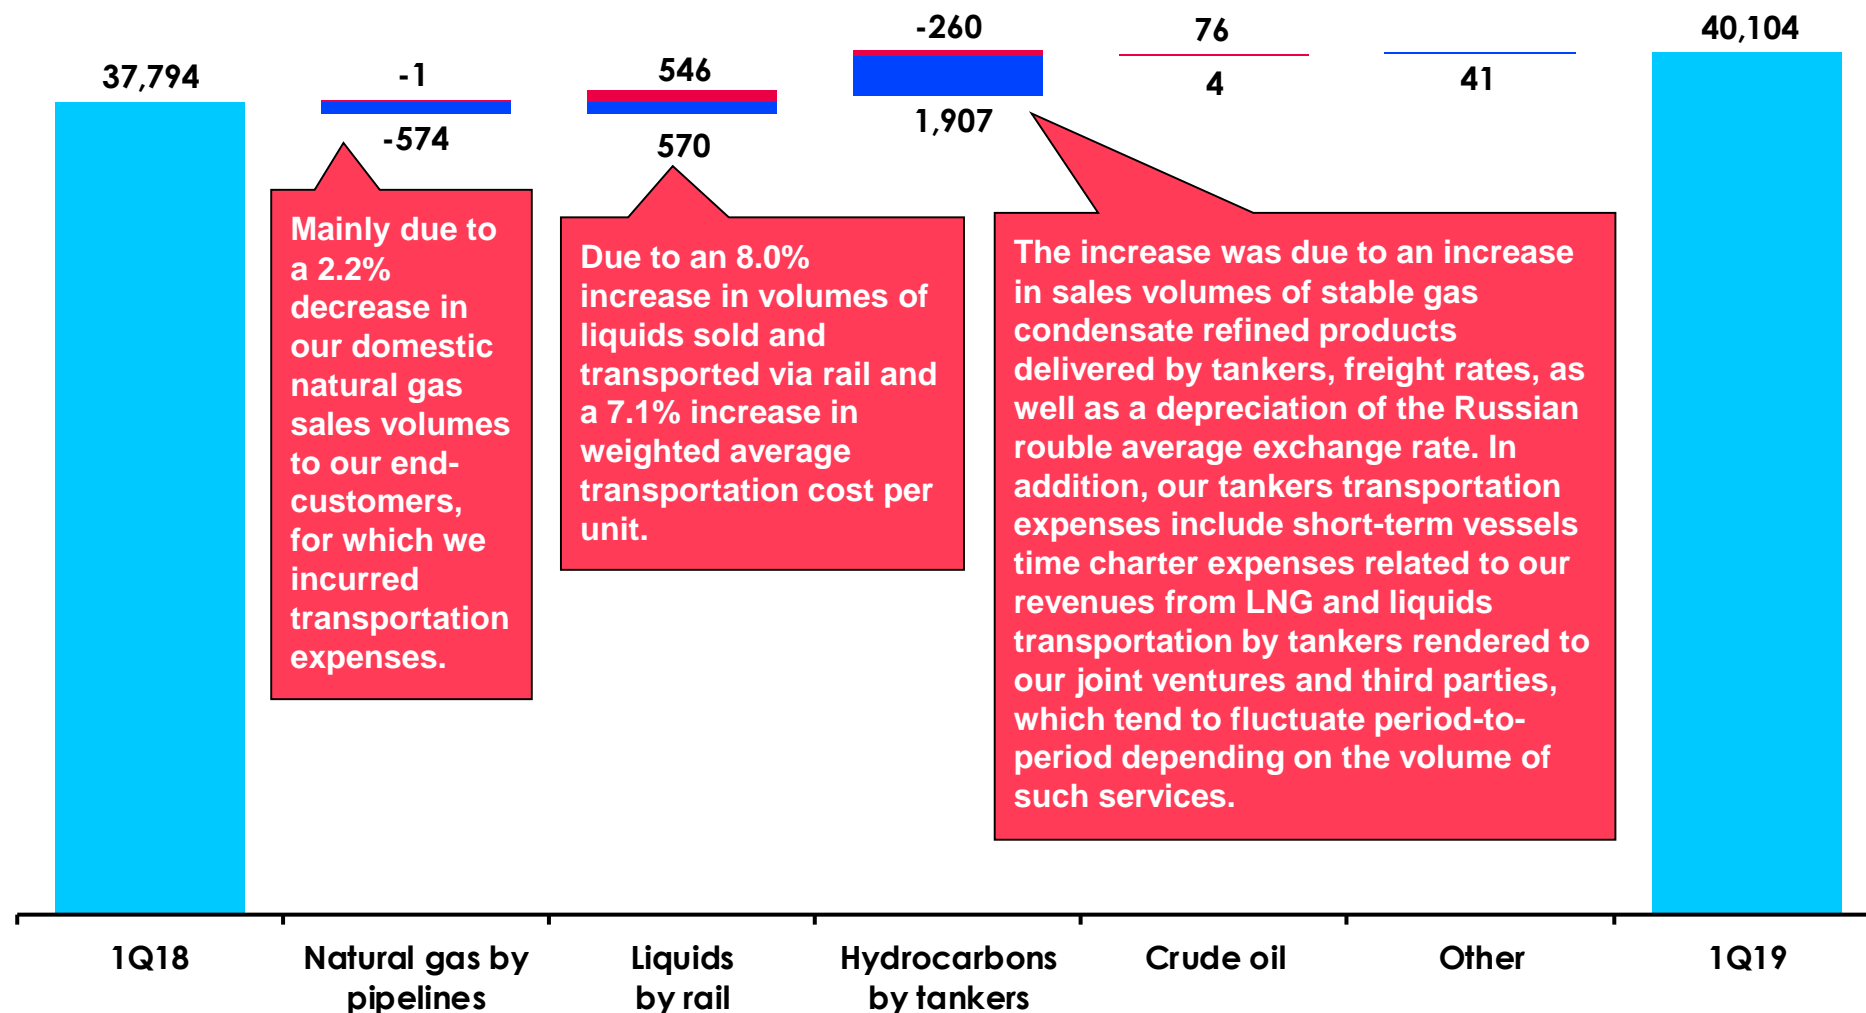 37,794
-1
-574
546
570
-260
1,907
76
4
41
40,104
Mainly due to
a 2.2%
decrease in
our domestic
natural gas
sales volumes
to our end-
customers,
for which we
incurred
transportation
expenses.
Due to an 8.0%
increase in volumes of
liquids sold and
transported via rail and
a 7.1% increase in
weighted average
transportation cost per
unit.
The increase was due to an increase
in sales volumes of stable gas
condensate refined products
delivered by tankers, freight rates, as
well as a depreciation of the Russian
rouble average exchange rate. In
addition, our tankers transportation
expenses include short-term vessels
time charter expenses related to our
revenues from LNG and liquids
transportation by tankers rendered to
our joint ventures and third parties,
which tend to fluctuate period-to-
period depending on the volume of
such services.
1Q18
Natural gas by
pipelines
Liquids
by rail
Hydrocarbons
by tankers
Crude oil
Other
1Q19